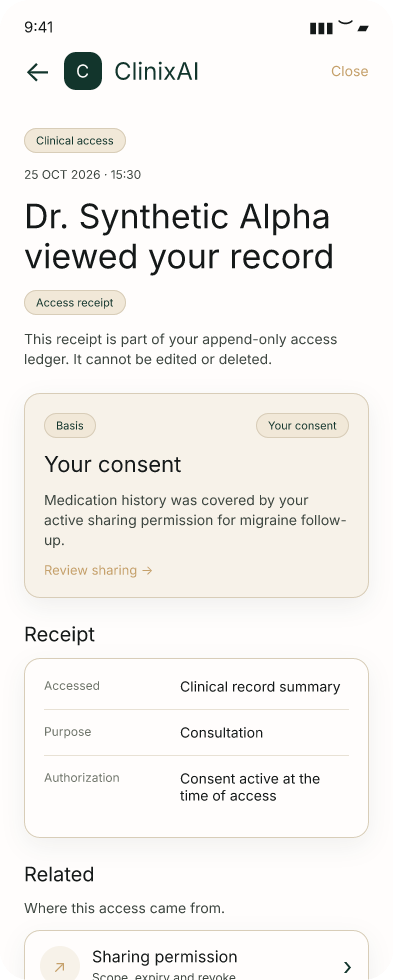 9:41
C ClinixAI Close
Clinical access
25 OCT 2026 · 15:30
Dr. Synthetic Alpha
viewed your record
Access receipt
This receipt is part of your append-only access
ledger. It cannot be edited or deleted.
Basis Your consent
Your consent
Medication history was covered by your
active sharing permission for migraine follow-
up.
Review sharing →
Receipt
Accessed Clinical record summary
Purpose Consultation
Authorization Consent active at the
time of access
Related
Where this access came from.
Sharing permission
Scope, expiry and revoke